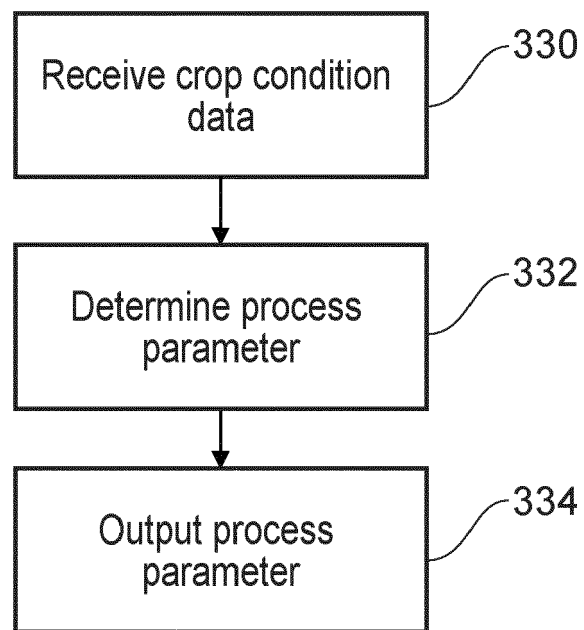 Receive crop condition
data
330
Determine process
parameter
332
Output process
parameter
334